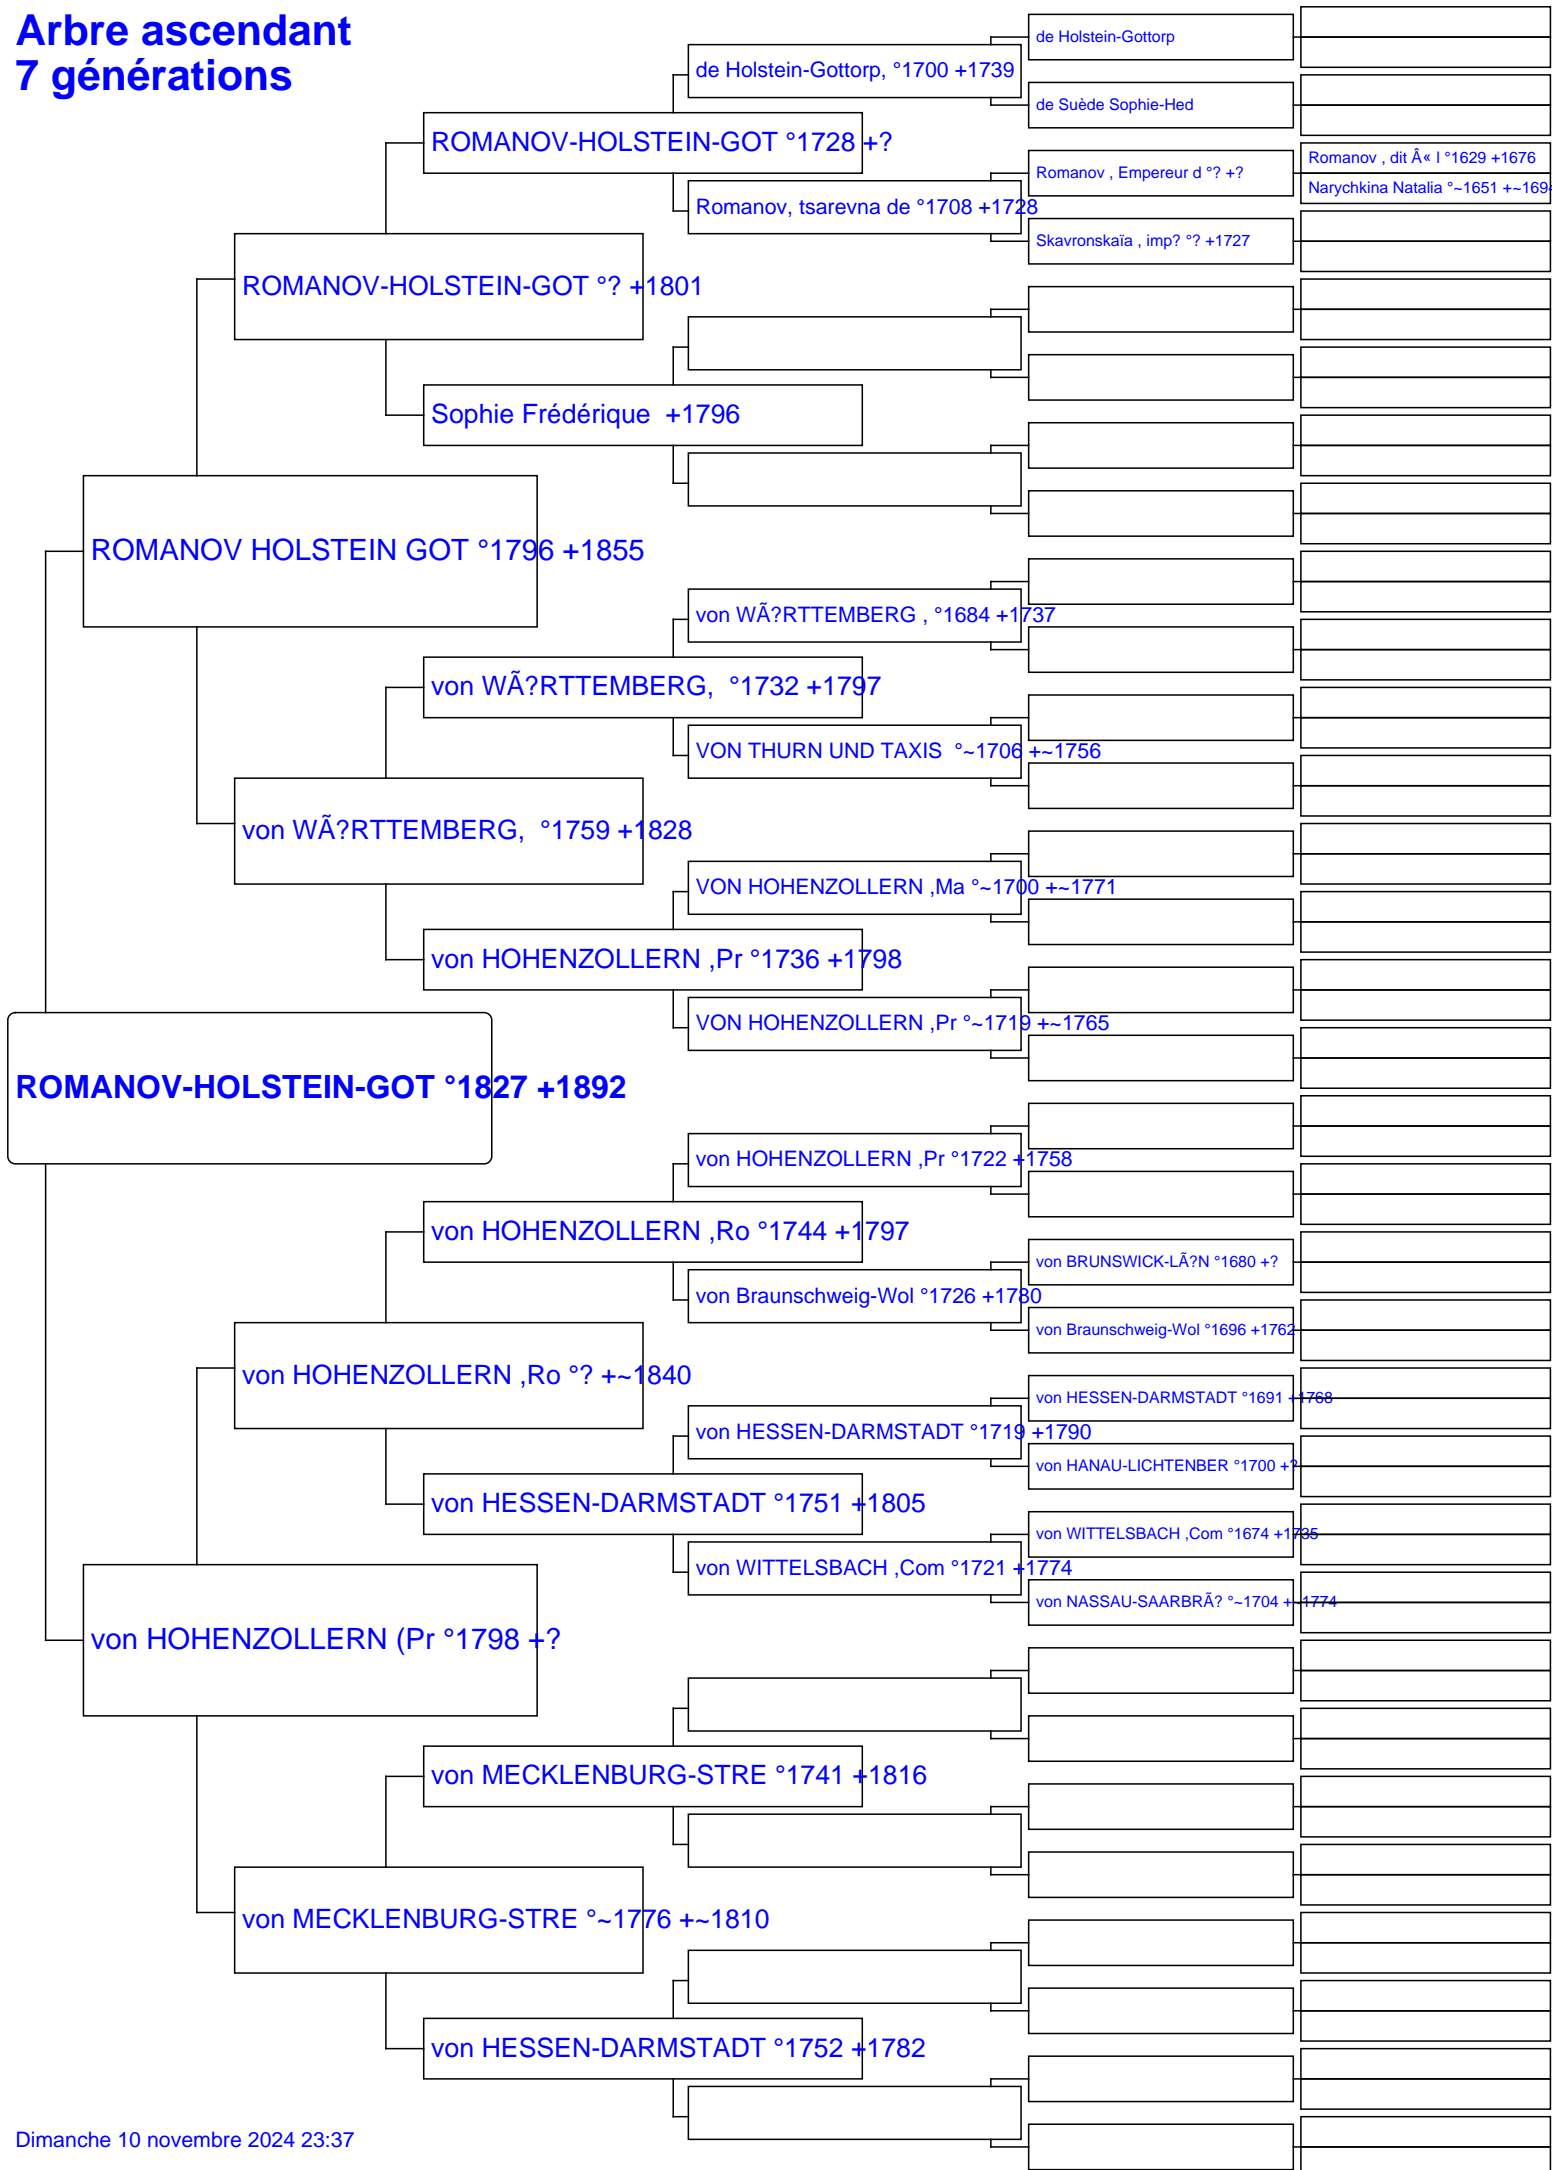 Arbre ascendant
7 générations
de Holstein-Gottorp
de Holstein-Gottorp, °1700 +1739
de Suède Sophie-Hed
ROMANOV-HOLSTEIN-GOT °1728 +?
Romanov , dit Â« l °1629 +1676
Romanov , Empereur d °? +?
Narychkina Natalia °~1651 +~169
Romanov, tsarevna de °1708 +1728
Skavronskaïa , imp? °? +1727
ROMANOV-HOLSTEIN-GOT °? +1801
Sophie Frédérique  +1796
ROMANOV HOLSTEIN GOT °1796 +1855
von WÃ?RTTEMBERG , °1684 +1737
von WÃ?RTTEMBERG,  °1732 +1797
VON THURN UND TAXIS  °~1706 +~1756
von WÃ?RTTEMBERG,  °1759 +1828
VON HOHENZOLLERN ,Ma °~1700 +~1771
von HOHENZOLLERN ,Pr °1736 +1798
VON HOHENZOLLERN ,Pr °~1719 +~1765
ROMANOV-HOLSTEIN-GOT °1827 +1892
von HOHENZOLLERN ,Pr °1722 +1758
von HOHENZOLLERN ,Ro °1744 +1797
von BRUNSWICK-LÃ?N °1680 +?
von Braunschweig-Wol °1726 +1780
von Braunschweig-Wol °1696 +1762
von HOHENZOLLERN ,Ro °? +~1840
von HESSEN-DARMSTADT °1691 +1768
von HESSEN-DARMSTADT °1719 +1790
von HANAU-LICHTENBER °1700 +?
von HESSEN-DARMSTADT °1751 +1805
von WITTELSBACH ,Com °1674 +1735
von WITTELSBACH ,Com °1721 +1774
von NASSAU-SAARBRÃ? °~1704 +~1774
von HOHENZOLLERN (Pr °1798 +?
von MECKLENBURG-STRE °1741 +1816
von MECKLENBURG-STRE °~1776 +~1810
von HESSEN-DARMSTADT °1752 +1782
Dimanche 10 novembre 2024 23:37